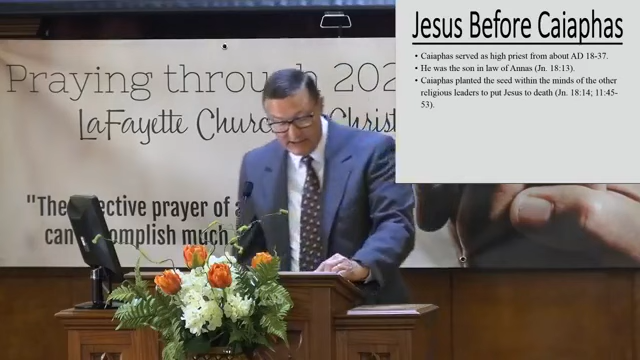 Jesus Before Caiaphas
• Caiaphas served as high priest from about AD 18-37.
• He was the son in law of Annas (Jn. 18:13).
• Caiaphas planted the seed within the minds of the other
religious leaders to put Jesus to death (Jn. 18:14; 11:45-
53).
Praying through 202
LaFayette Church Christ
"The effective prayer of a
can accomplish much